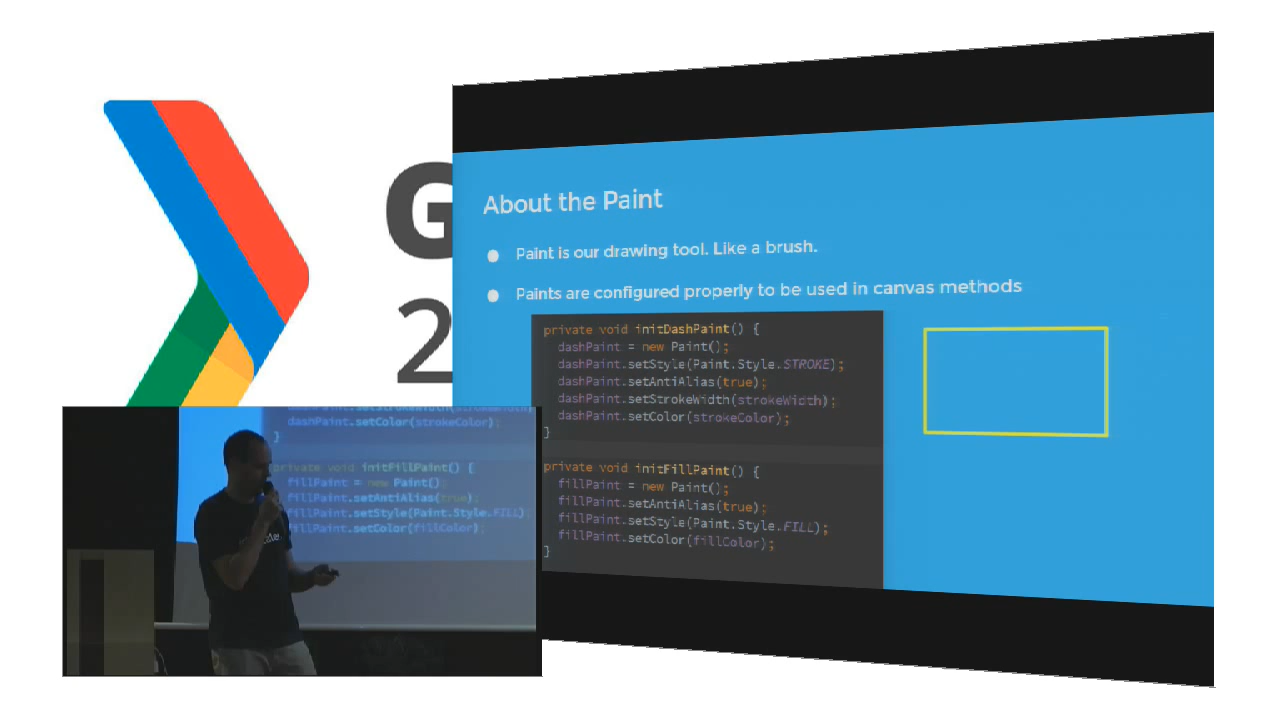 G
2
About the Paint
● Paint is our drawing tool. Like a brush.
● Paints are configured properly to be used in canvas methods
private void initDashPaint() {
dashPaint = new Paint();
dashPaint.setStyle(Paint.Style.STROKE);
dashPaint.setAntiAlias(true);
dashPaint.setStrokeWidth(strokeWidth);
dashPaint.setColor(strokeColor);
}
private void initFillPaint() {
fillPaint = new Paint();
fillPaint.setAntiAlias(true);
fillPaint.setStyle(Paint.Style.FILL);
fillPaint.setColor(fillColor);
}
dashPaint.setStrokeWidth(strokeWidth)
dashPaint.setColor(strokeColor);
}
private void initFillPaint() {
fillPaint = new Paint();
fillPaint.setAntiAlias(true);
fillPaint.setStyle(Paint.Style.FILL);
fillPaint.setColor(fillColor);